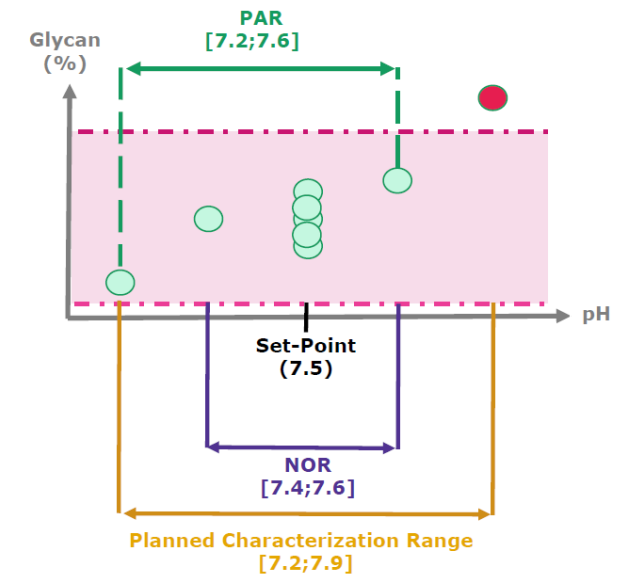 PAR
[7.2;7.6]
Glycan
(%)
pH
Set-Point
(7.5)
NOR
[7.4;7.6]
Planned Characterization Range
[7.2;7.9]